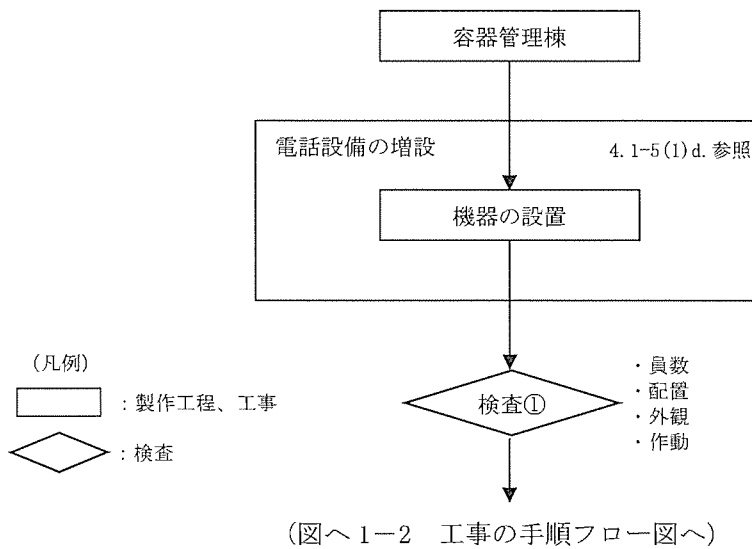 容器管理棟
電話設備の増設
4.1-5(1)d.参照
機器の設置
検査①
・員数
・配置
・外観
・作動
(凡例)
：製作工程、工事
：検査
(図へ1－2　工事の手順フロー図へ)